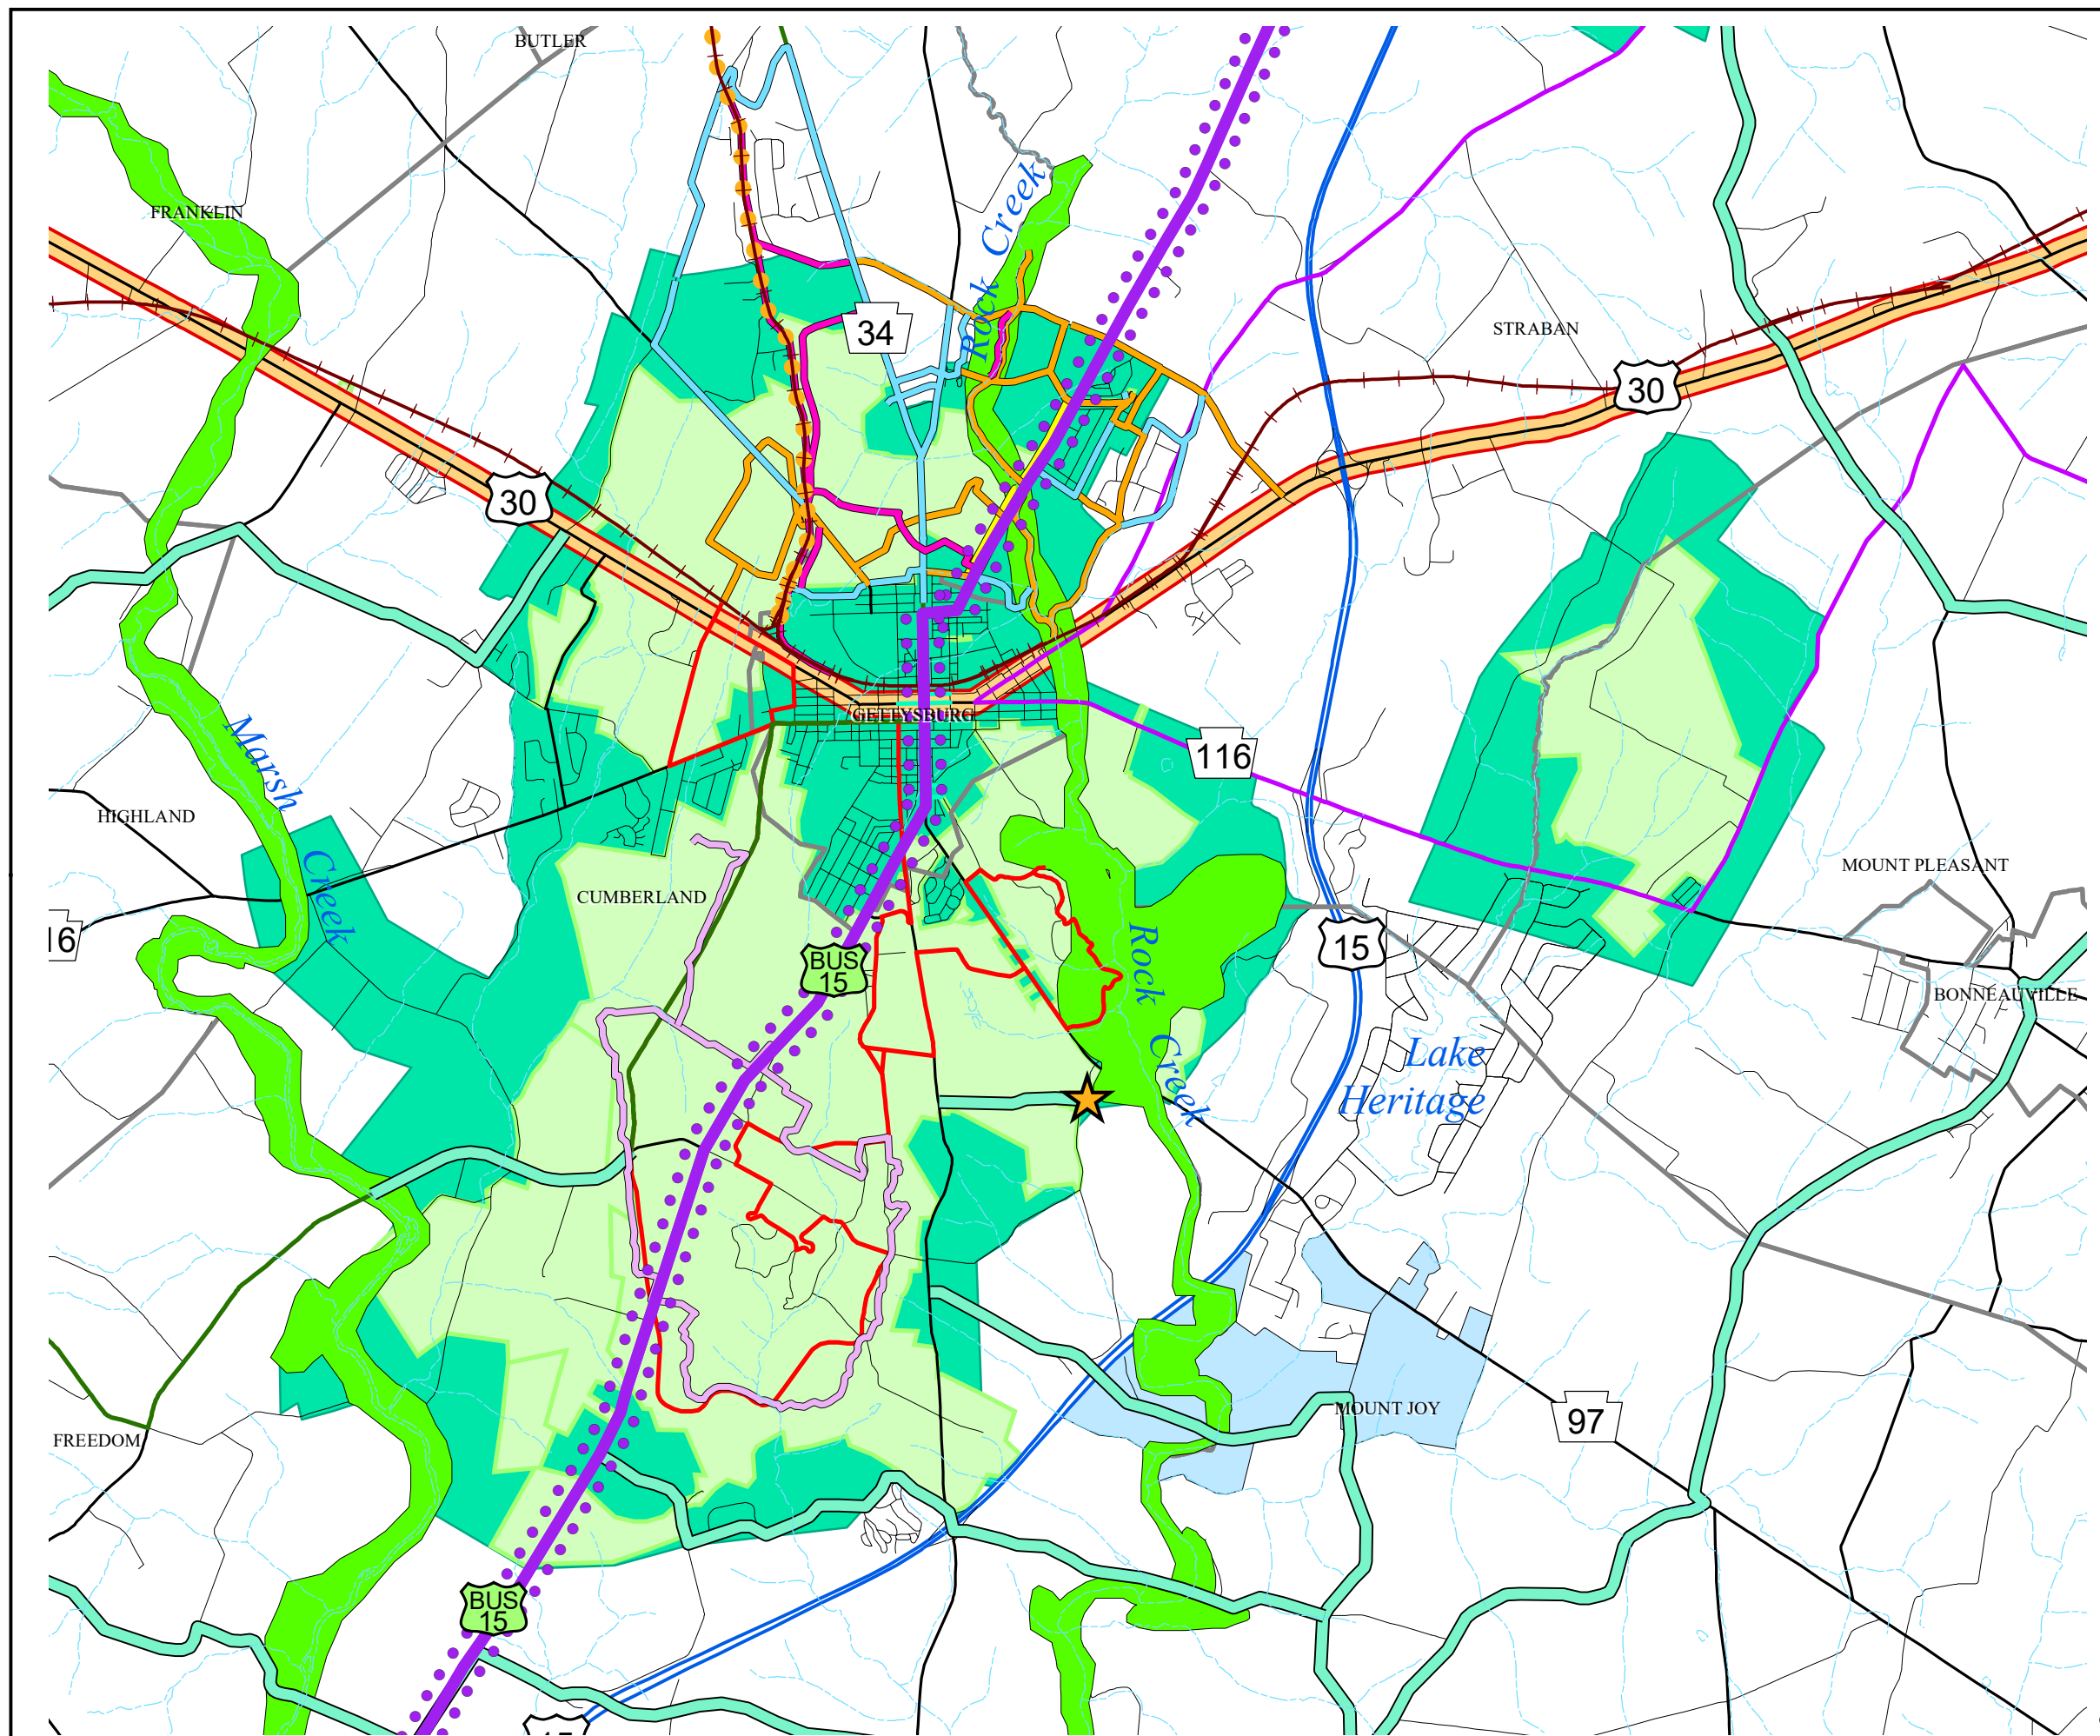 BUTLER
FRANKLIN
Rock Creek
34
STRABAN
30
30
GETTYSBURG
116
Marsh
Creek
HIGHLAND
CUMBERLAND
MOUNT PLEASANT
16
BUS
15
Rock
Creek
15
BONNEAUVILLE
Lake
Heritage
MOUNT JOY
97
FREEDOM
BUS
15
15